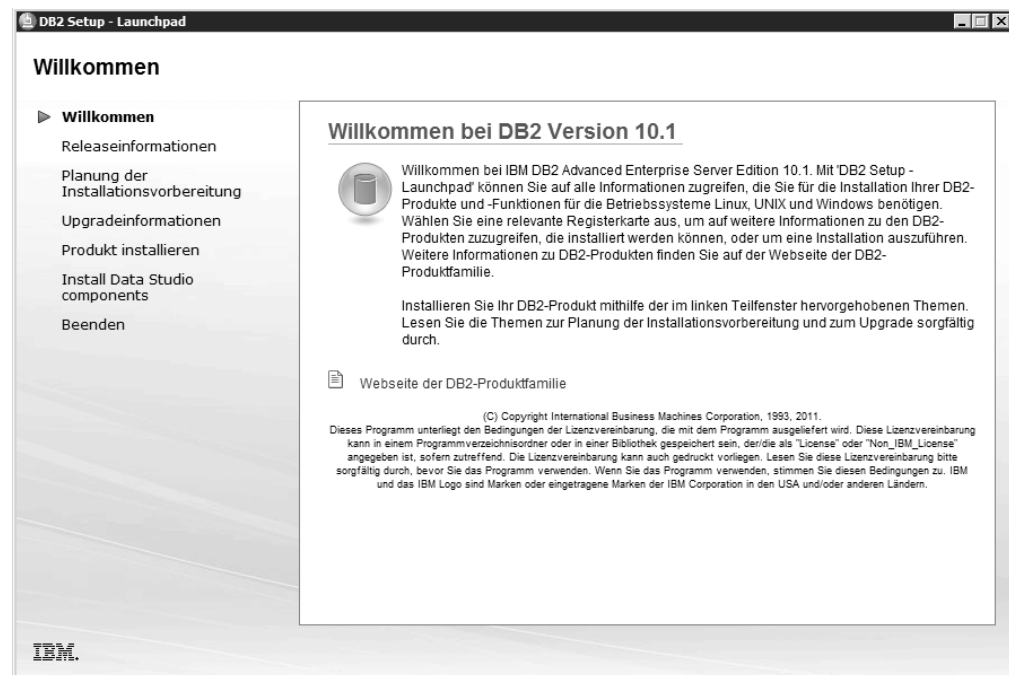 DB2 Setup - Launchpad
Willkommen
Willkommen
Releaseinformationen
Planung der
Installationsvorbereitung
Upgradeinformationen
Produkt installieren
Install Data Studio
components
Beenden
Willkommen bei DB2 Version 10.1
Willkommen bei IBM DB2 Advanced Enterprise Server Edition 10.1. Mit 'DB2 Setup -
Launchpad' können Sie auf alle Informationen zugreifen, die Sie für die Installation Ihrer DB2-
Produkte und -Funktionen für die Betriebssysteme Linux, UNIX und Windows benötigen.
Wählen Sie eine relevante Registerkarte aus, um auf weitere Informationen zu den DB2-
Produkten zuzugreifen, die installiert werden können, oder um eine Installation auszuführen.
Weitere Informationen zu DB2-Produkten finden Sie auf der Webseite der DB2-
Produktfamilie.
Installieren Sie Ihr DB2-Produkt mithilfe der im linken Teilfenster hervorgehobenen Themen.
Lesen Sie die Themen zur Planung der Installationsvorbereitung und zum Upgrade sorgfältig
durch.
Webseite der DB2-Produktfamilie
(C) Copyright International Business Machines Corporation, 1993, 2011.
Dieses Programm unterliegt den Bedingungen der Lizenzvereinbarung, die mit dem Programm ausgeliefert wird. Diese Lizenzvereinbarung
kann in einem Programmverzeichnisordner oder in einer Bibliothek gespeichert sein, der/die als "License" oder "Non_IBM_License"
angegeben ist, sofern zutreffend. Die Lizenzvereinbarung kann auch gedruckt vorliegen. Lesen Sie diese Lizenzvereinbarung bitte
sorgfältig durch, bevor Sie das Programm verwenden. Wenn Sie das Programm verwenden, stimmen Sie diesen Bedingungen zu. IBM
und das IBM Logo sind Marken oder eingetragene Marken der IBM Corporation in den USA und/oder anderen Ländern.
IBM.